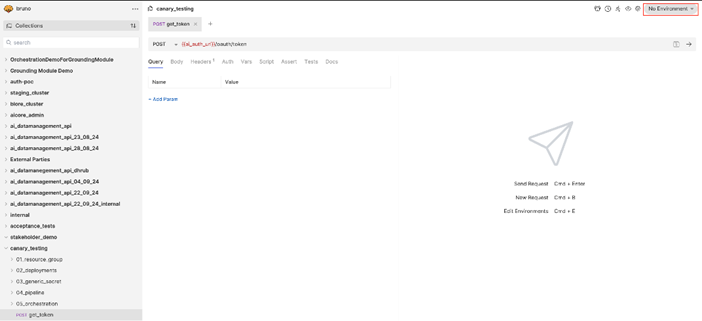 bruno
Collections
search
OrchestrationDemoForGroundingModule
Grounding Module Demo
auth-poc
staging_cluster
blore_cluster
aicore_admin
ai_datamanagement_api
ai_datamanagement_api_23_08_24
ai_datamanagement_api_28_08_24
External Parties
ai_datamanagement_api_dhrub
ai_datamanagement_api_04_09_24
ai_datamanagement_api_22_09_24
ai_datamanagement_api_22_09_24_internal
internal
acceptance_tests
stakeholder_demo
canary_testing
01_resource_group
02_deployments
03_generic_secret
04_pipeline
05_orchestration
POST get_token
canary_testing
No Environment
POST get_token
POST {{ai_auth_url}}/oauth/token
Query Body Headers 1 Auth Vars Script Assert Tests Docs
Name Value
+ Add Param
Send Request Cmd + Enter
New Request Cmd + B
Edit Environments Cmd + E